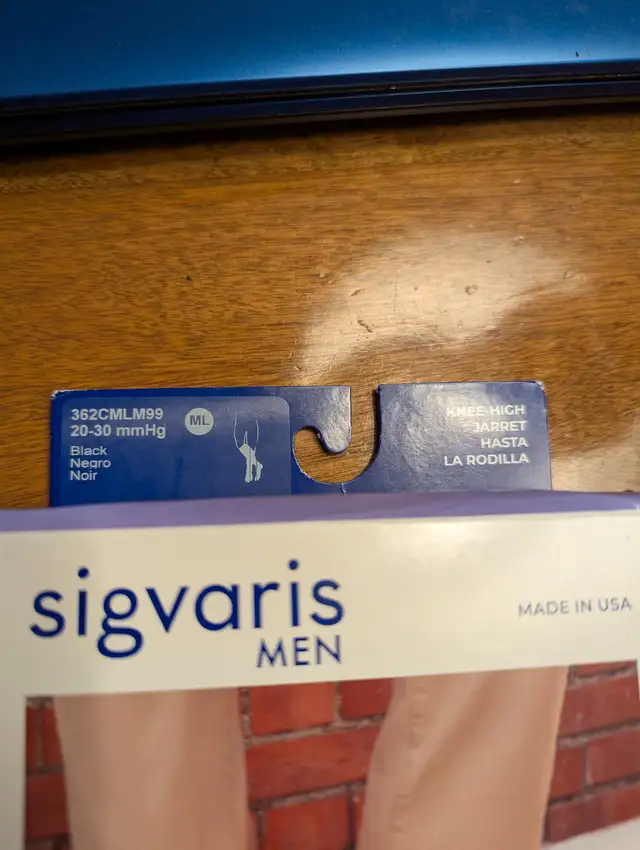 362CMLM99
20-30 mmHg
ML
Black
Negro
Noir
KNEE-HIGH
JARRET
HASTA
LA RODILLA
sigvaris
MEN
MADE IN USA